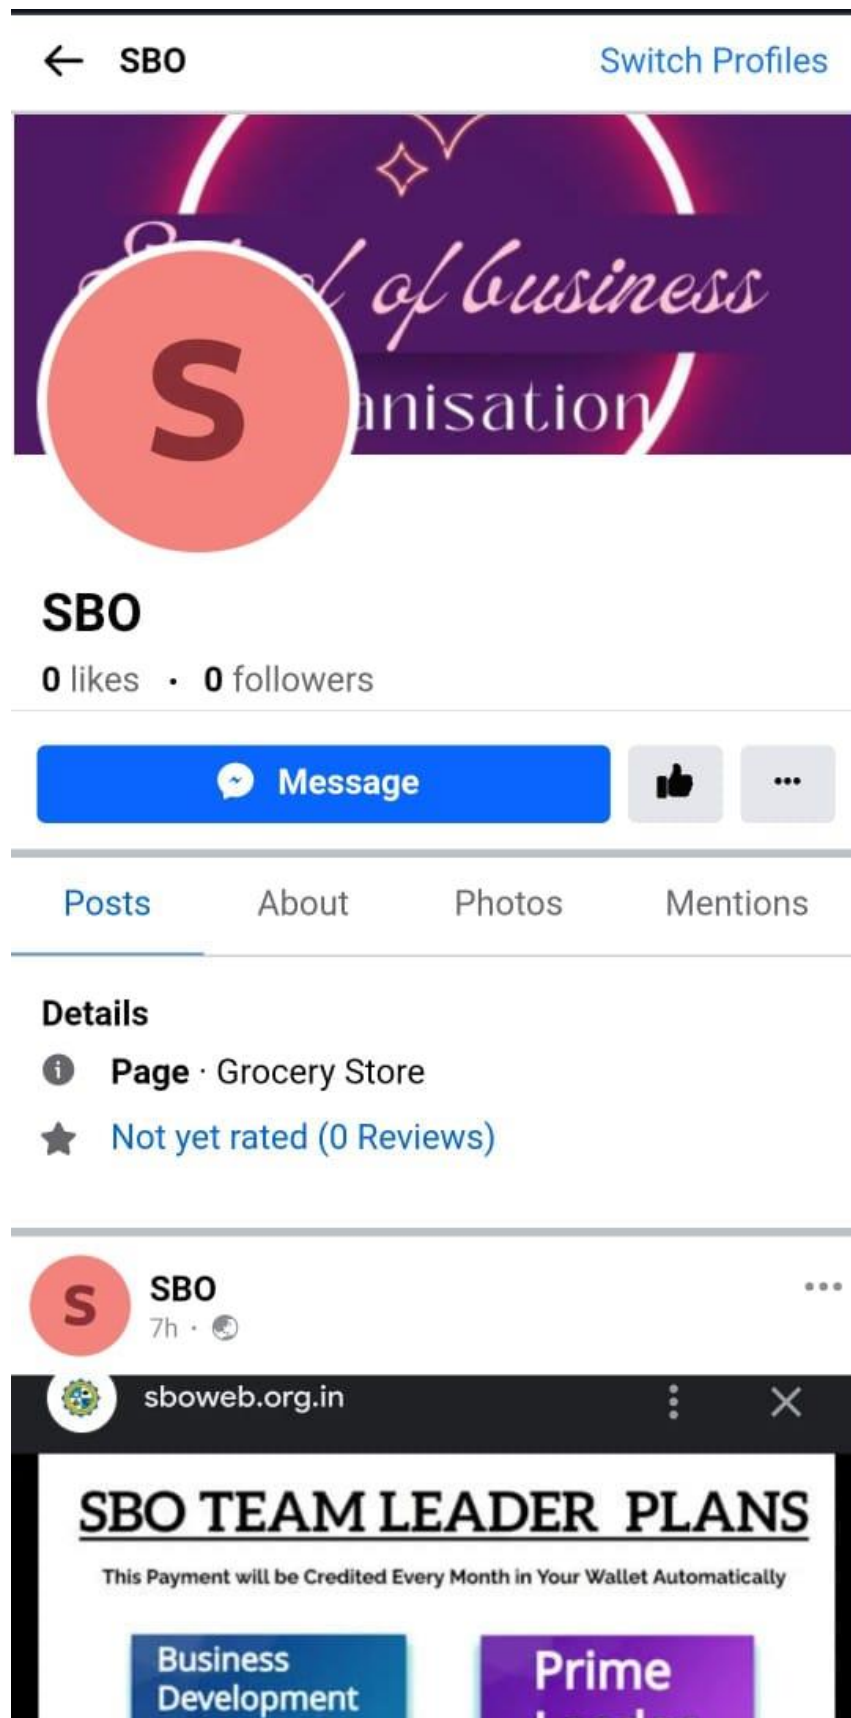 SBO
Switch Profiles
of business
anisation
S
SBO
0 likes · 0 followers
Message
Posts About Photos Mentions
Details
Page · Grocery Store
Not yet rated (0 Reviews)
S
SBO
7h ·
sboweb.org.in
SBO TEAM LEADER PLANS
This Payment will be Credited Every Month in Your Wallet Automatically
Business
Development
Prime